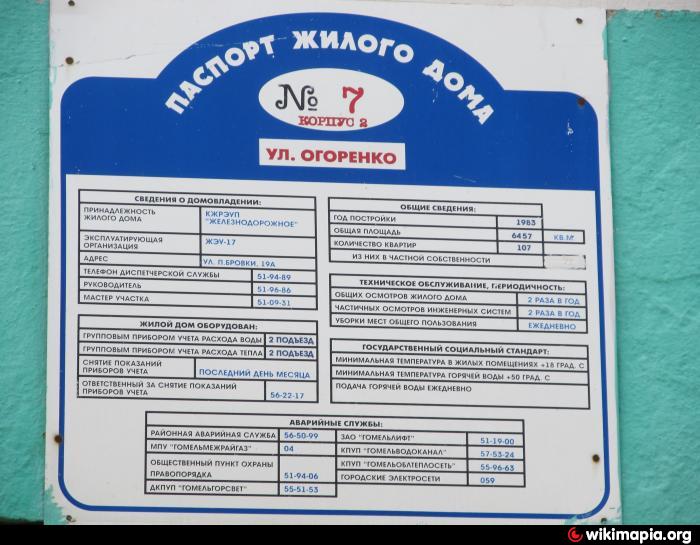 ПАСПОРТ ЖИЛОГО ДОМА
№ 7
КОРПУС 2
УЛ. ОГОРЕНКО
СВЕДЕНИЯ О ДОМОВЛАДЕНИИ:
ПРИНАДЛЕЖНОСТЬ ЖИЛОГО ДОМА КЖРЭУП "ЖЕЛЕЗНОДОРОЖНОЕ"
ЭКСПЛУАТИРУЮЩАЯ ОРГАНИЗАЦИЯ ЖЭУ-17
АДРЕС УЛ. П.БРОВКИ, 19А
ТЕЛЕФОН ДИСПЕТЧЕРСКОЙ СЛУЖБЫ 51-94-89
РУКОВОДИТЕЛЬ 51-96-86
МАСТЕР УЧАСТКА 51-09-31
ЖИЛОЙ ДОМ ОБОРУДОВАН:
ГРУППОВЫМ ПРИБОРОМ УЧЕТА РАСХОДА ВОДЫ 2 ПОДЪЕЗД
ГРУППОВЫМ ПРИБОРОМ УЧЕТА РАСХОДА ТЕПЛА 2 ПОДЪЕЗД
СНЯТИЕ ПОКАЗАНИЙ ПРИБОРОВ УЧЕТА ПОСЛЕДНИЙ ДЕНЬ МЕСЯЦА
ОТВЕТСТВЕННЫЙ ЗА СНЯТИЕ ПОКАЗАНИЙ ПРИБОРОВ УЧЕТА 56-22-17
ОБЩИЕ СВЕДЕНИЯ:
ГОД ПОСТРОЙКИ 1983
ОБЩАЯ ПЛОЩАДЬ 6457 КВ.М.
КОЛИЧЕСТВО КВАРТИР 107
ИЗ НИХ В ЧАСТНОЙ СОБСТВЕННОСТИ
ТЕХНИЧЕСКОЕ ОБСЛУЖИВАНИЕ, ПЕРИОДИЧНОСТЬ:
ОБЩИХ ОСМОТРОВ ЖИЛОГО ДОМА 2 РАЗА В ГОД
ЧАСТИЧНЫХ ОСМОТРОВ ИНЖЕНЕРНЫХ СИСТЕМ 2 РАЗА В ГОД
УБОРКИ МЕСТ ОБЩЕГО ПОЛЬЗОВАНИЯ ЕЖЕДНЕВНО
ГОСУДАРСТВЕННЫЙ СОЦИАЛЬНЫЙ СТАНДАРТ:
МИНИМАЛЬНАЯ ТЕМПЕРАТУРА В ЖИЛЫХ ПОМЕЩЕНИЯХ +18 ГРАД. С
МИНИМАЛЬНАЯ ТЕМПЕРАТУРА ГОРЯЧЕЙ ВОДЫ +50 ГРАД. С
ПОДАЧА ГОРЯЧЕЙ ВОДЫ ЕЖЕДНЕВНО
АВАРИЙНЫЕ СЛУЖБЫ:
РАЙОННАЯ АВАРИЙНАЯ СЛУЖБА 56-50-99
МПУ "ГОМЕЛЬМЕЖРАЙГАЗ" 04
ОБЩЕСТВЕННЫЙ ПУНКТ ОХРАНЫ ПРАВОПОРЯДКА 51-94-06
ДКПУП "ГОМЕЛЬГОРСВЕТ" 55-51-53
ЗАО "ГОМЕЛЬЛИФТ" 51-19-00
КПУП "ГОМЕЛЬВОДОКАНАЛ" 57-53-24
КПУП "ГОМЕЛЬОБЛТЕПЛОСЕТЬ" 55-96-63
ГОРОДСКИЕ ЭЛЕКТРОСЕТИ 059
wikimapia.org